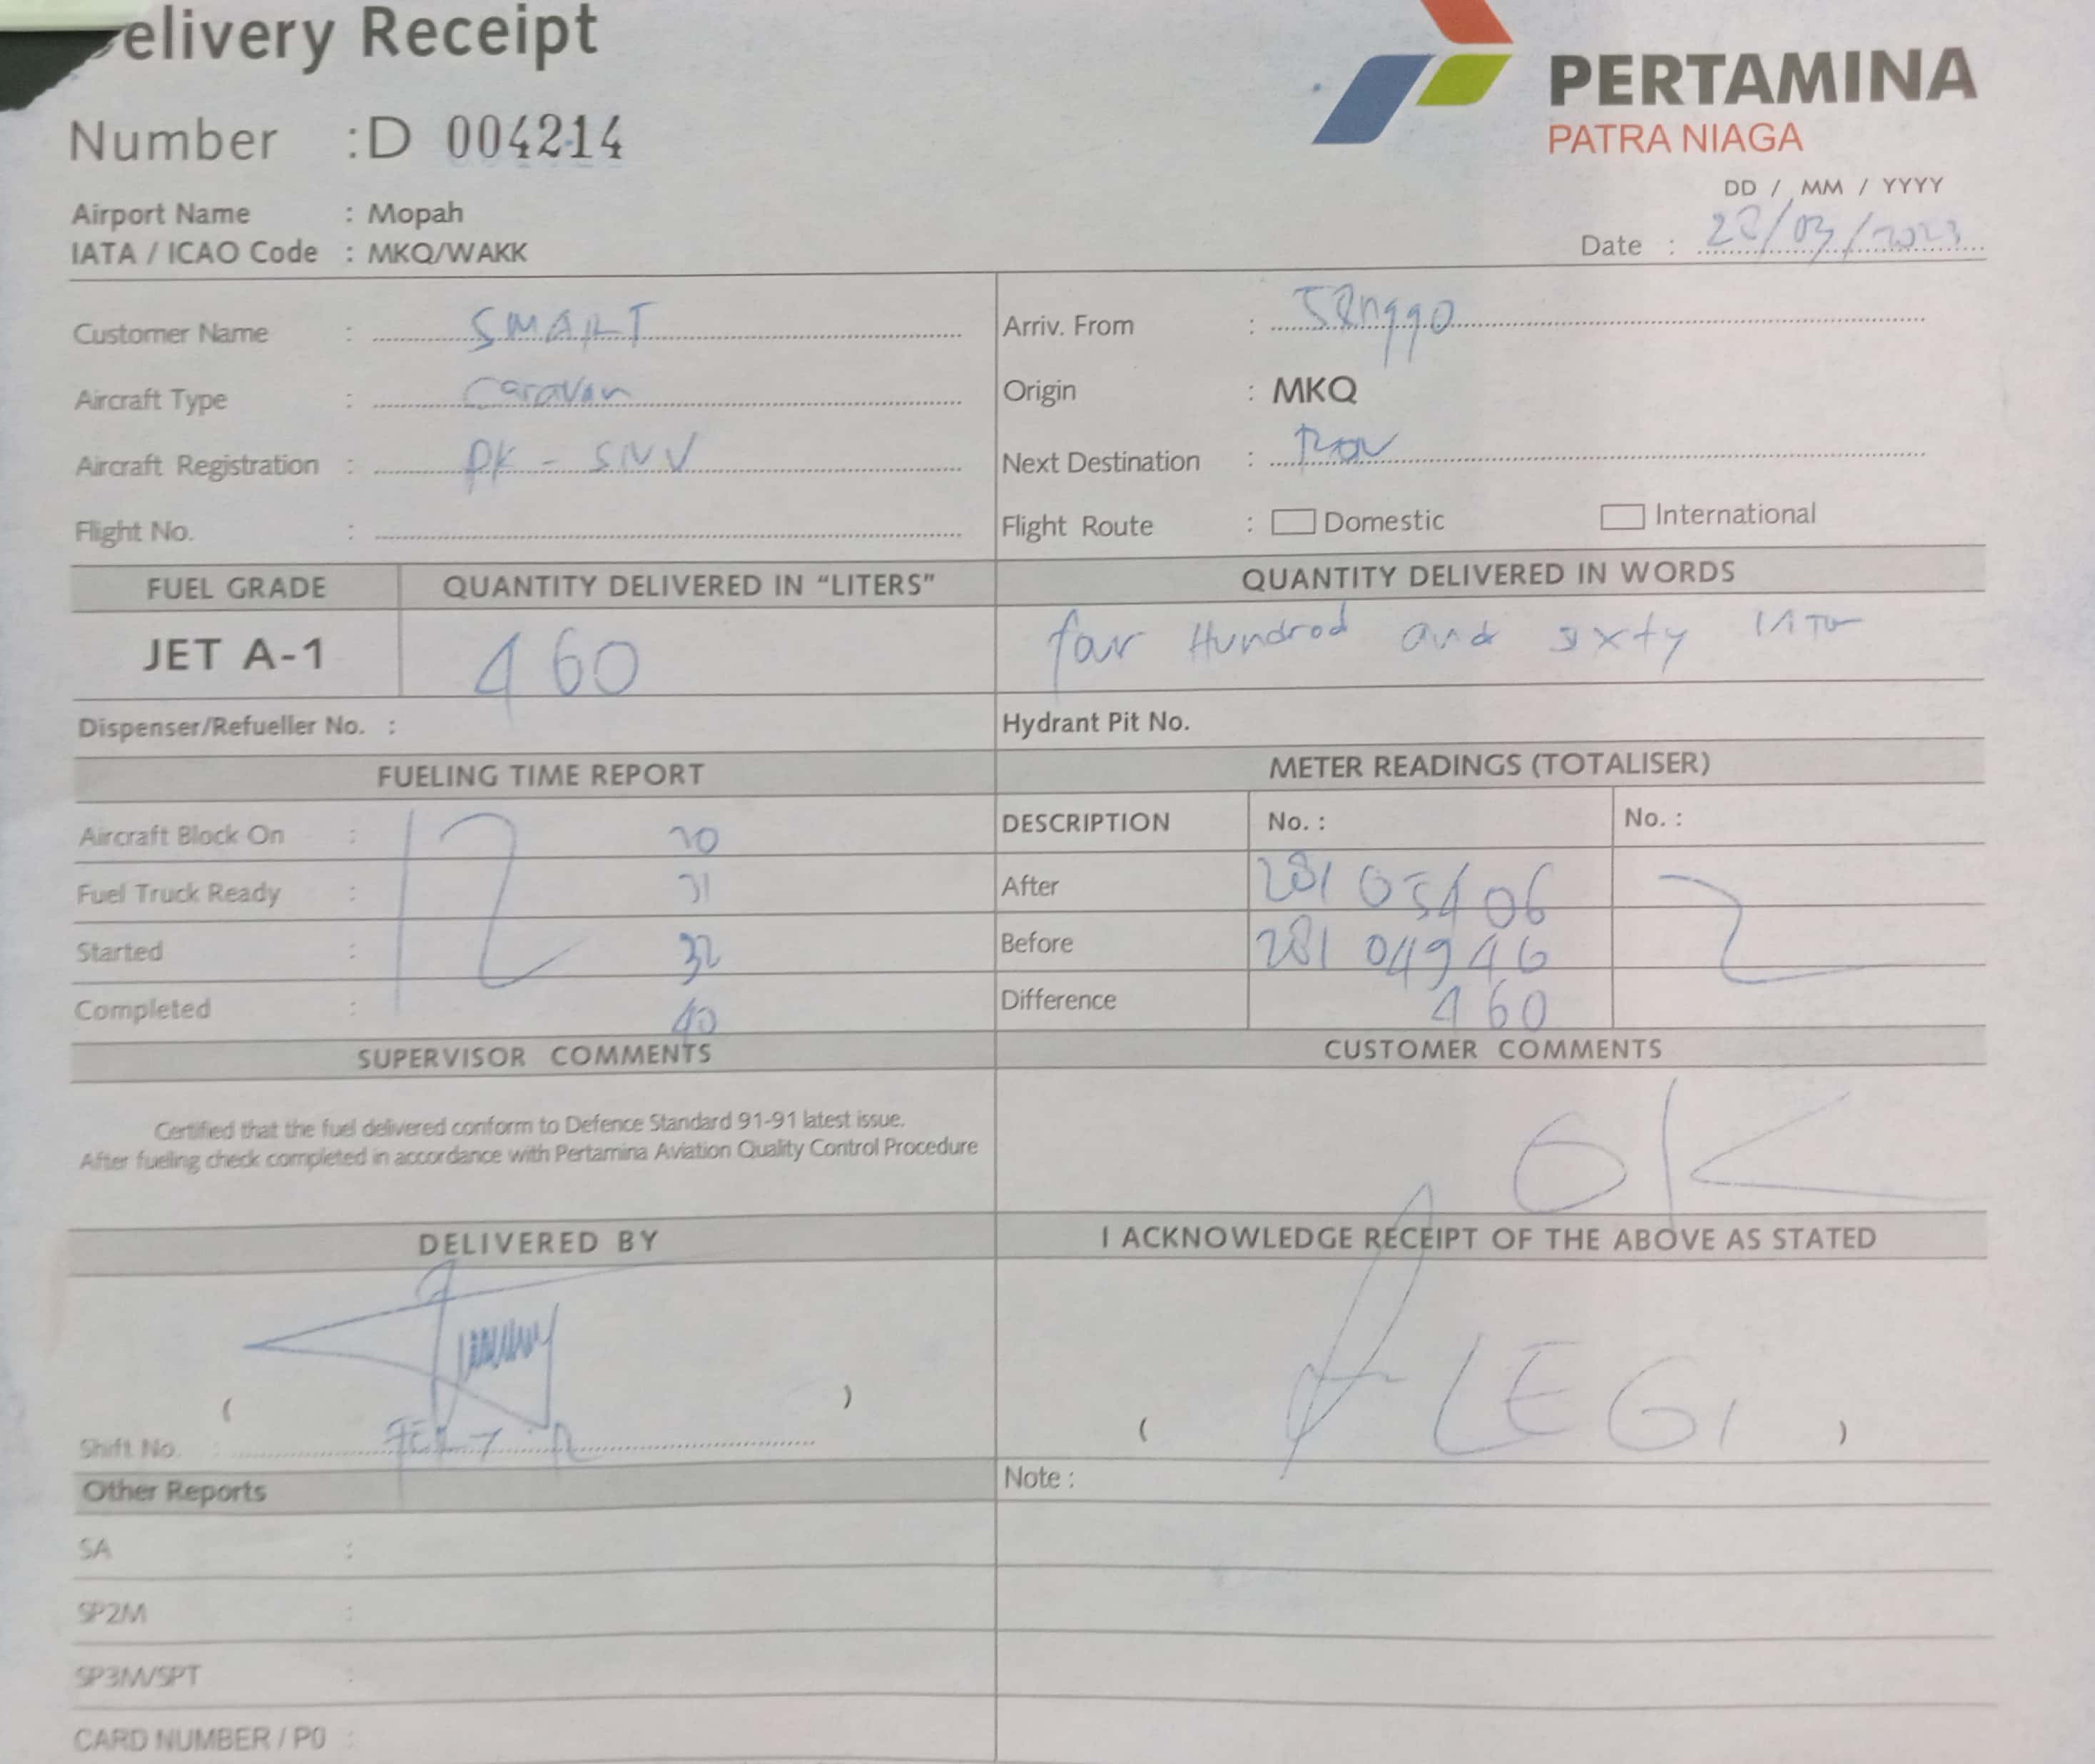 elivery Receipt
PERTAMINA
PATRA NIAGA
Number : D 004214
Airport Name : Mopah
IATA / ICAO Code : MKQ/WAKK
DD / MM / YYYY
Date : /03/2023
Customer Name : SMART
Aircraft Type : Caravan
Aircraft Registration : PK - SNV
Flight No. :
Arriv. From : Senggo
Origin : MKQ
Next Destination :
Flight Route : Domestic International
FUEL GRADE QUANTITY DELIVERED IN "LITERS" QUANTITY DELIVERED IN WORDS
JET A-1 460 four Hundred and sixty
Dispenser/Refueller No. : Hydrant Pit No.
FUELING TIME REPORT METER READINGS (TOTALISER)
Aircraft Block On : 12
Fuel Truck Ready : 31
Started : 32
Completed : 40
DESCRIPTION No. : No. :
After 281 05406
Before 281 04946
Difference 460
SUPERVISOR COMMENTS CUSTOMER COMMENTS
Certified that the fuel delivered conform to Defence Standard 91-91 latest issue.
After fueling check completed in accordance with Pertamina Aviation Quality Control Procedure
OK
DELIVERED BY I ACKNOWLEDGE RECEIPT OF THE ABOVE AS STATED
( )
( LEGI )
Shift No. :
Other Reports Note :
SA :
SP2M :
SP3M/SPT :
CARD NUMBER / PO :